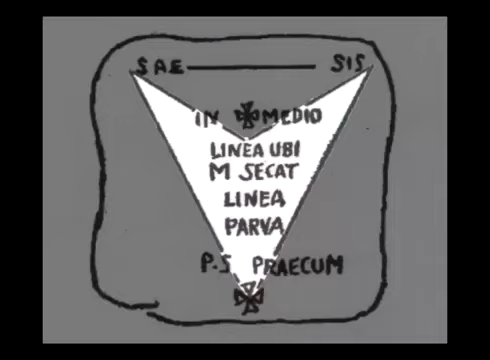 SAE SIS
IN MEDIO
LINEA UBI
M SECAT
LINEA
PARVA
P.S PRAECUM